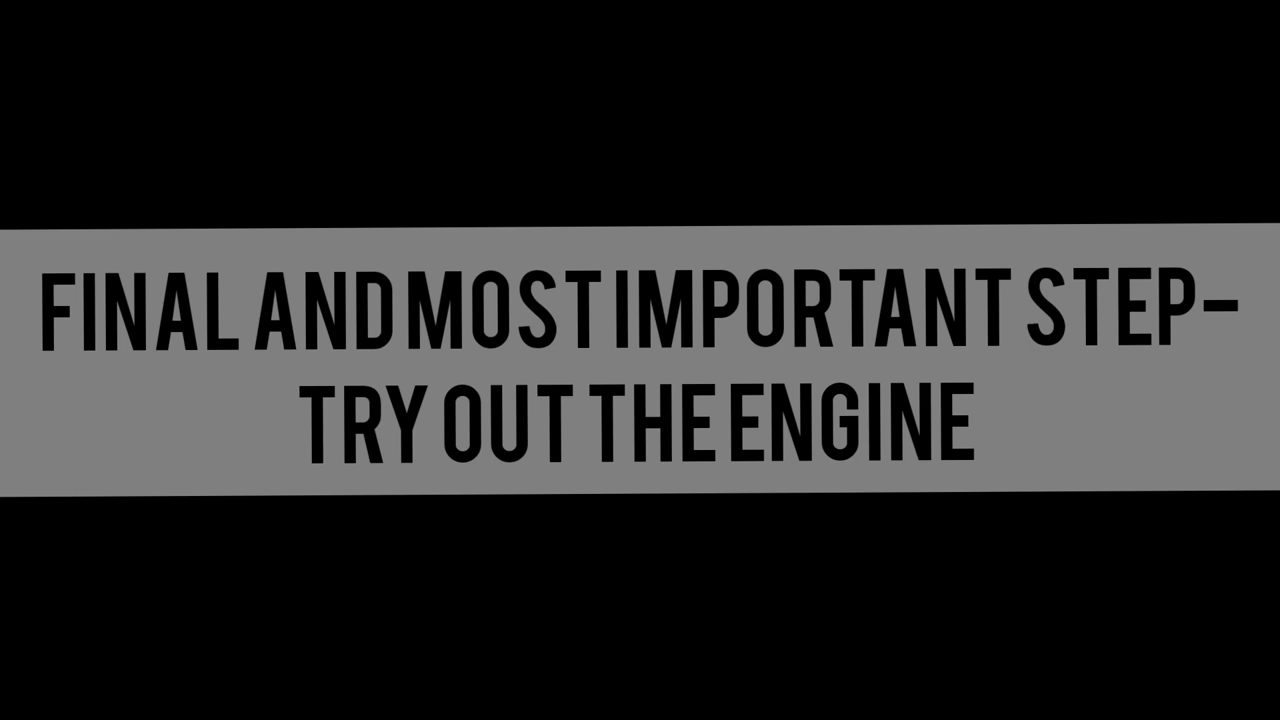 FINAL AND MOST IMPORTANT STEP-
TRY OUT THE ENGINE